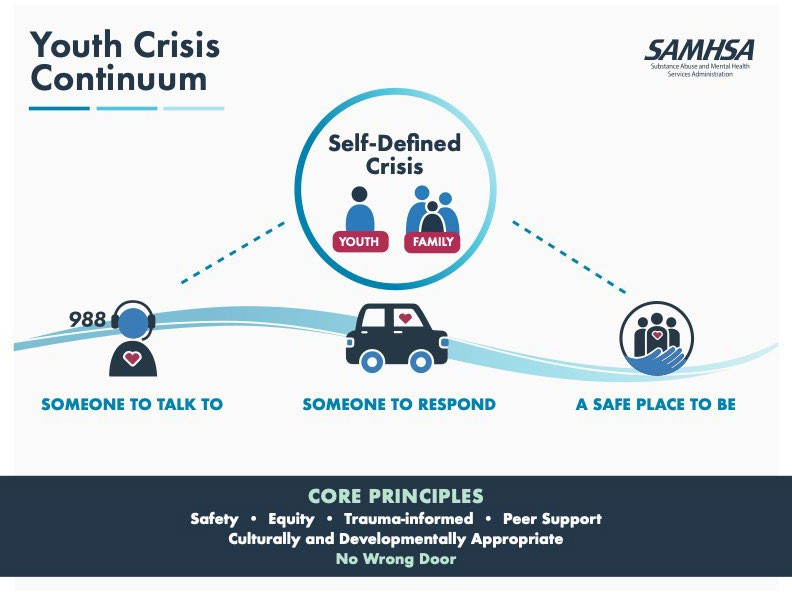 Youth Crisis
Continuum
SAMHSA
Substance Abuse and Mental Health
Services Administration
Self-Defined
Crisis
YOUTH
FAMILY
988
SOMEONE TO TALK TO
SOMEONE TO RESPOND
A SAFE PLACE TO BE
CORE PRINCIPLES
Safety • Equity • Trauma-informed • Peer Support
Culturally and Developmentally Appropriate
No Wrong Door